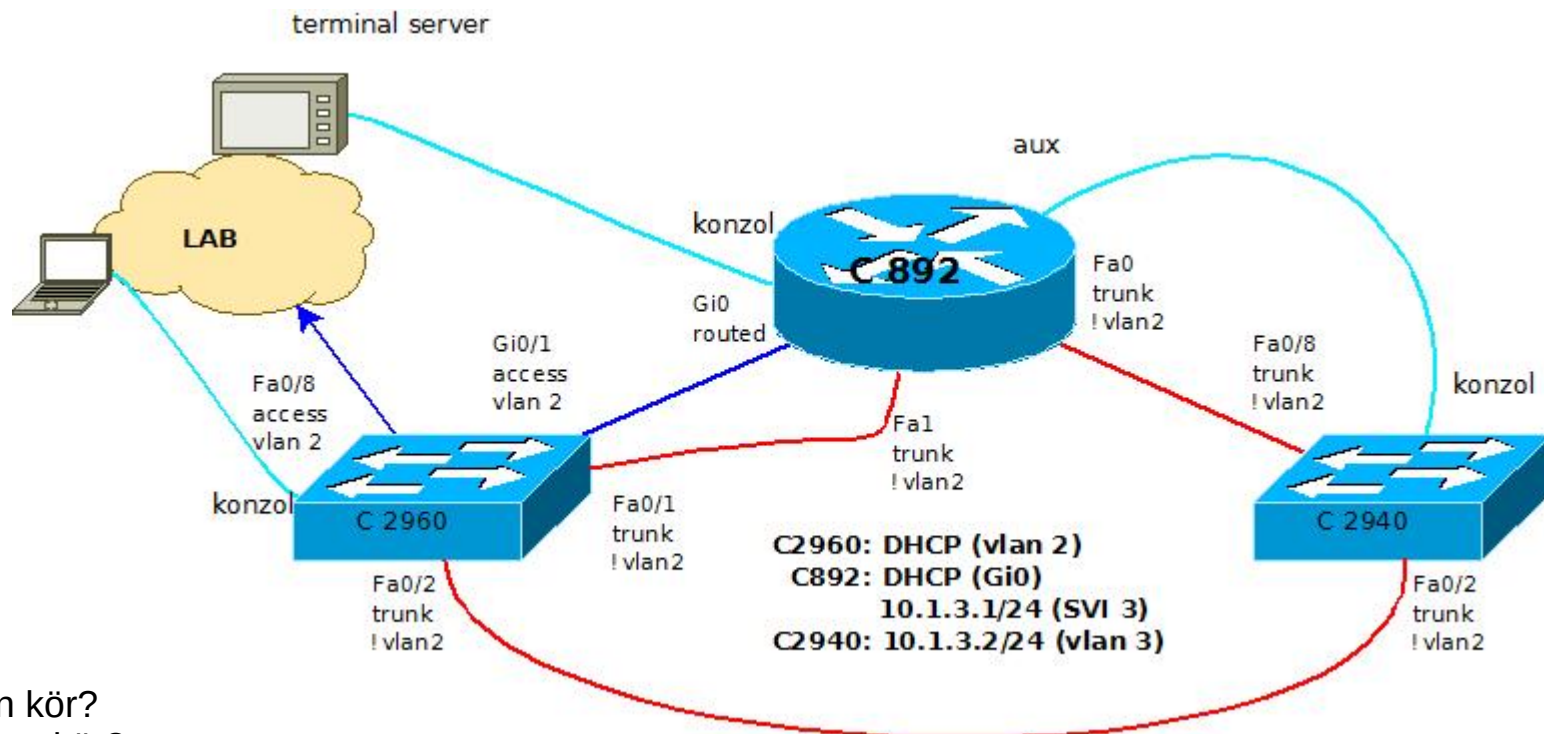 terminal server
aux
LAB
konzol
C 892
Fa0
trunk
! vlan2
Gi0
routed
Gi0/1
access
vlan 2
Fa0/8
access
vlan 2
Fa0/8
trunk
! vlan2
konzol
Fa1
trunk
! vlan2
konzol
C 2960
Fa0/1
trunk
! vlan2
C 2940
C2960: DHCP (vlan 2)
C892: DHCP (Gi0)
10.1.3.1/24 (SVI 3)
C2940: 10.1.3.2/24 (vlan 3)
Fa0/2
trunk
! vlan2
Fa0/2
trunk
! vlan2
kör?